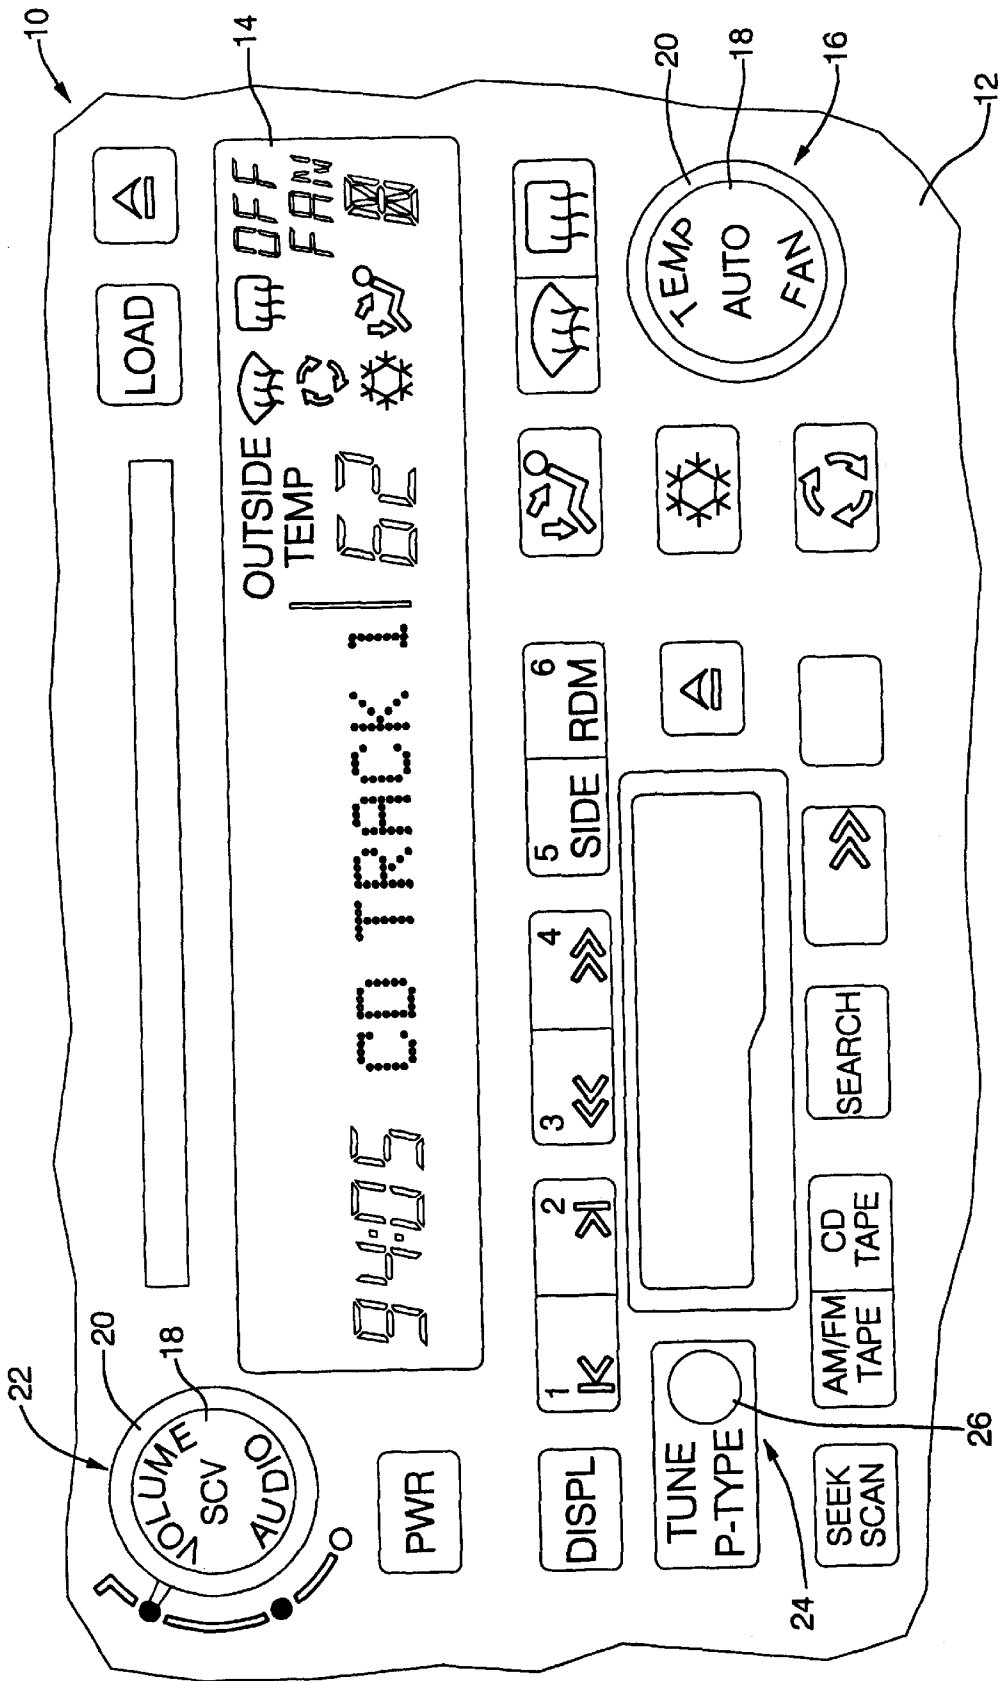 10
LOAD
14
22
20
18
VOLUME
SCV
AUDIO
OUTSIDE
TEMP
OFF
FAN
94:05
CD TRACK 1
62
PWR
DISPL
1
2
3
4
5
SIDE
6
RDM
TUNE
P-TYPE
24
26
SEEK
SCAN
AM/FM
TAPE
CD
TAPE
SEARCH
TEMP
AUTO
FAN
20
18
16
12